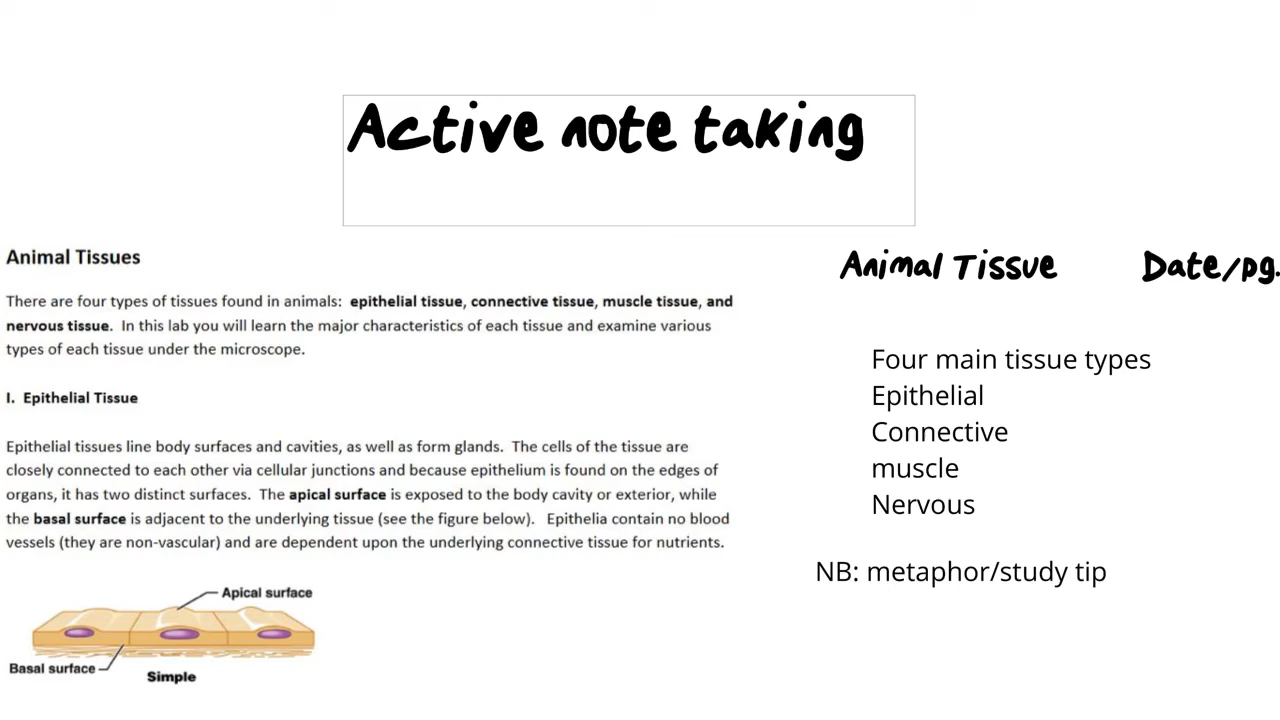 Active note taking
Animal Tissues
There are four types of tissues found in animals: epithelial tissue, connective tissue, muscle tissue, and
nervous tissue. In this lab you will learn the major characteristics of each tissue and examine various
types of each tissue under the microscope.
I. Epithelial Tissue
Epithelial tissues line body surfaces and cavities, as well as form glands. The cells of the tissue are
closely connected to each other via cellular junctions and because epithelium is found on the edges of
organs, it has two distinct surfaces. The apical surface is exposed to the body cavity or exterior, while
the basal surface is adjacent to the underlying tissue (see the figure below). Epithelia contain no blood
vessels (they are non-vascular) and are dependent upon the underlying connective tissue for nutrients.
Apical surface
Basal surface
Simple
Animal Tissue
Date/pg.
Four main tissue types
Epithelial
Connective
muscle
Nervous
NB: metaphor/study tip